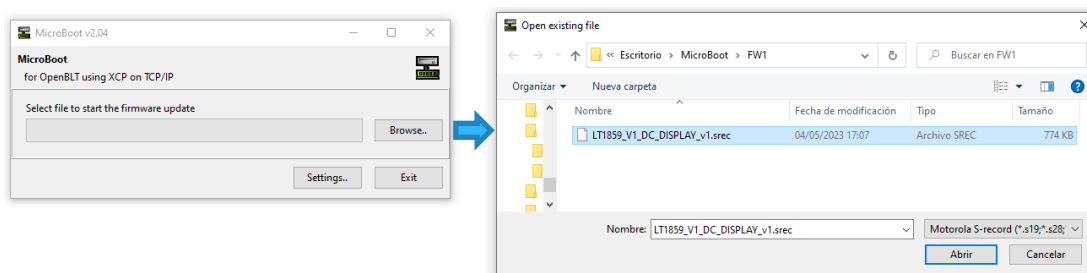 MicroBoot v2.04
MicroBoot
for OpenBLT using XCP on TCP/IP
Select file to start the firmware update
Browse..
Settings..
Exit
Open existing file
« Escritorio › MicroBoot › FW1
Buscar en FW1
Organizar
Nueva carpeta
Nombre
Fecha de modificación
Tipo
Tamaño
LT1859_V1_DC_DISPLAY_v1.srec
04/05/2023 17:07
Archivo SREC
774 KB
Nombre:
LT1859_V1_DC_DISPLAY_v1.srec
Motorola S-record (*.s19;*.s28;
Abrir
Cancelar